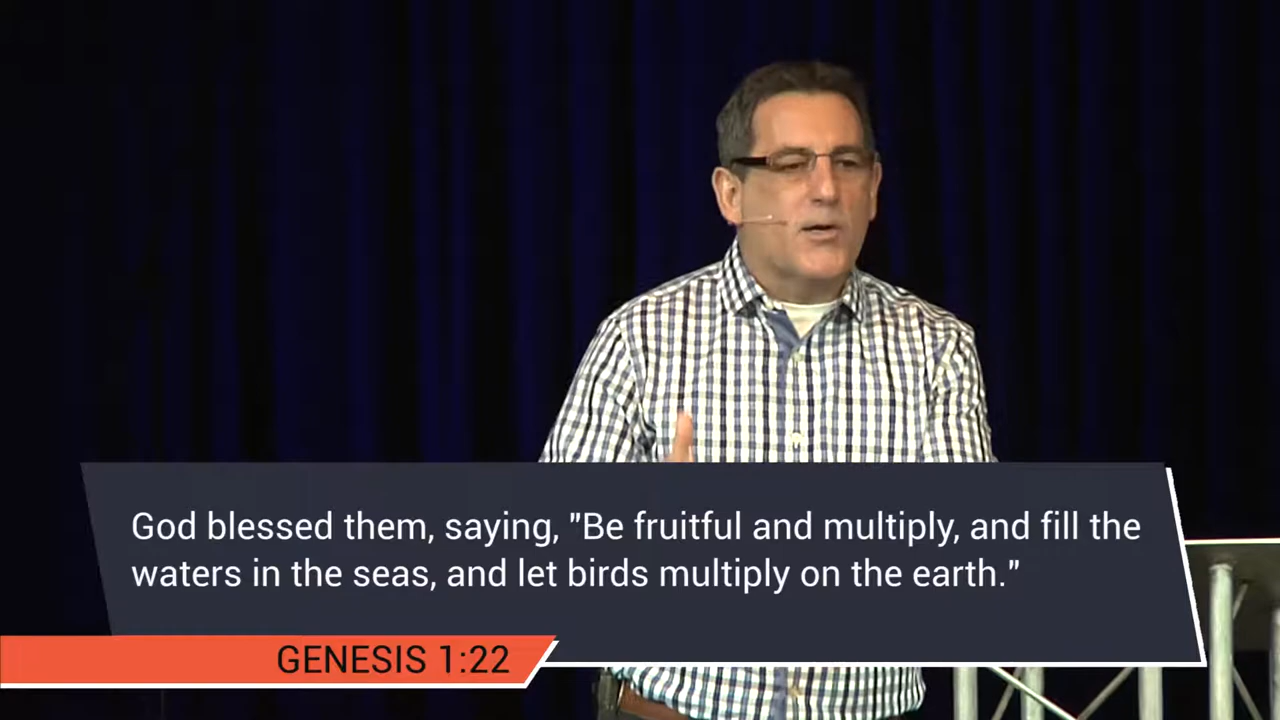 God blessed them, saying, "Be fruitful and multiply, and fill the
waters in the seas, and let birds multiply on the earth."
GENESIS 1:22